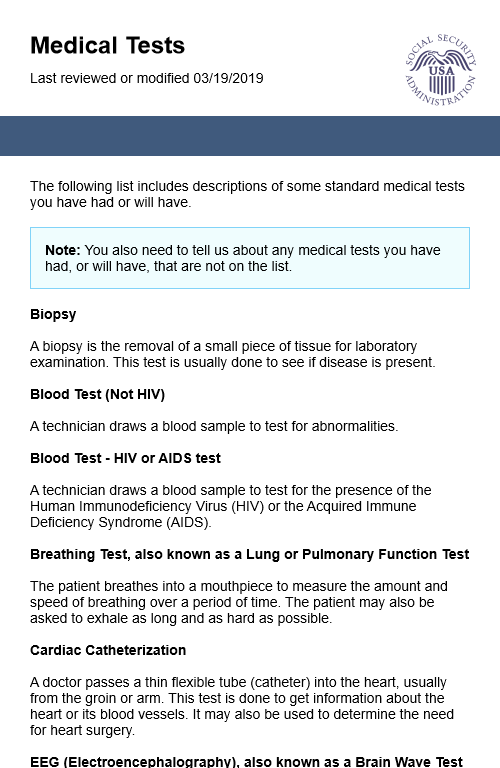 Medical Tests
Last reviewed or modified 03/19/2019
SOCIAL SECURITY
USA
ADMINISTRATION
The following list includes descriptions of some standard medical tests
you have had or will have.
Note: You also need to tell us about any medical tests you have
had, or will have, that are not on the list.
Biopsy
A biopsy is the removal of a small piece of tissue for laboratory
examination. This test is usually done to see if disease is present.
Blood Test (Not HIV)
A technician draws a blood sample to test for abnormalities.
Blood Test - HIV or AIDS test
A technician draws a blood sample to test for the presence of the
Human Immunodeficiency Virus (HIV) or the Acquired Immune
Deficiency Syndrome (AIDS).
Breathing Test, also known as a Lung or Pulmonary Function Test
The patient breathes into a mouthpiece to measure the amount and
speed of breathing over a period of time. The patient may also be
asked to exhale as long and as hard as possible.
Cardiac Catheterization
A doctor passes a thin flexible tube (catheter) into the heart, usually
from the groin or arm. This test is done to get information about the
heart or its blood vessels. It may also be used to determine the need
for heart surgery.
EEG (Electroencephalography), also known as a Brain Wave Test